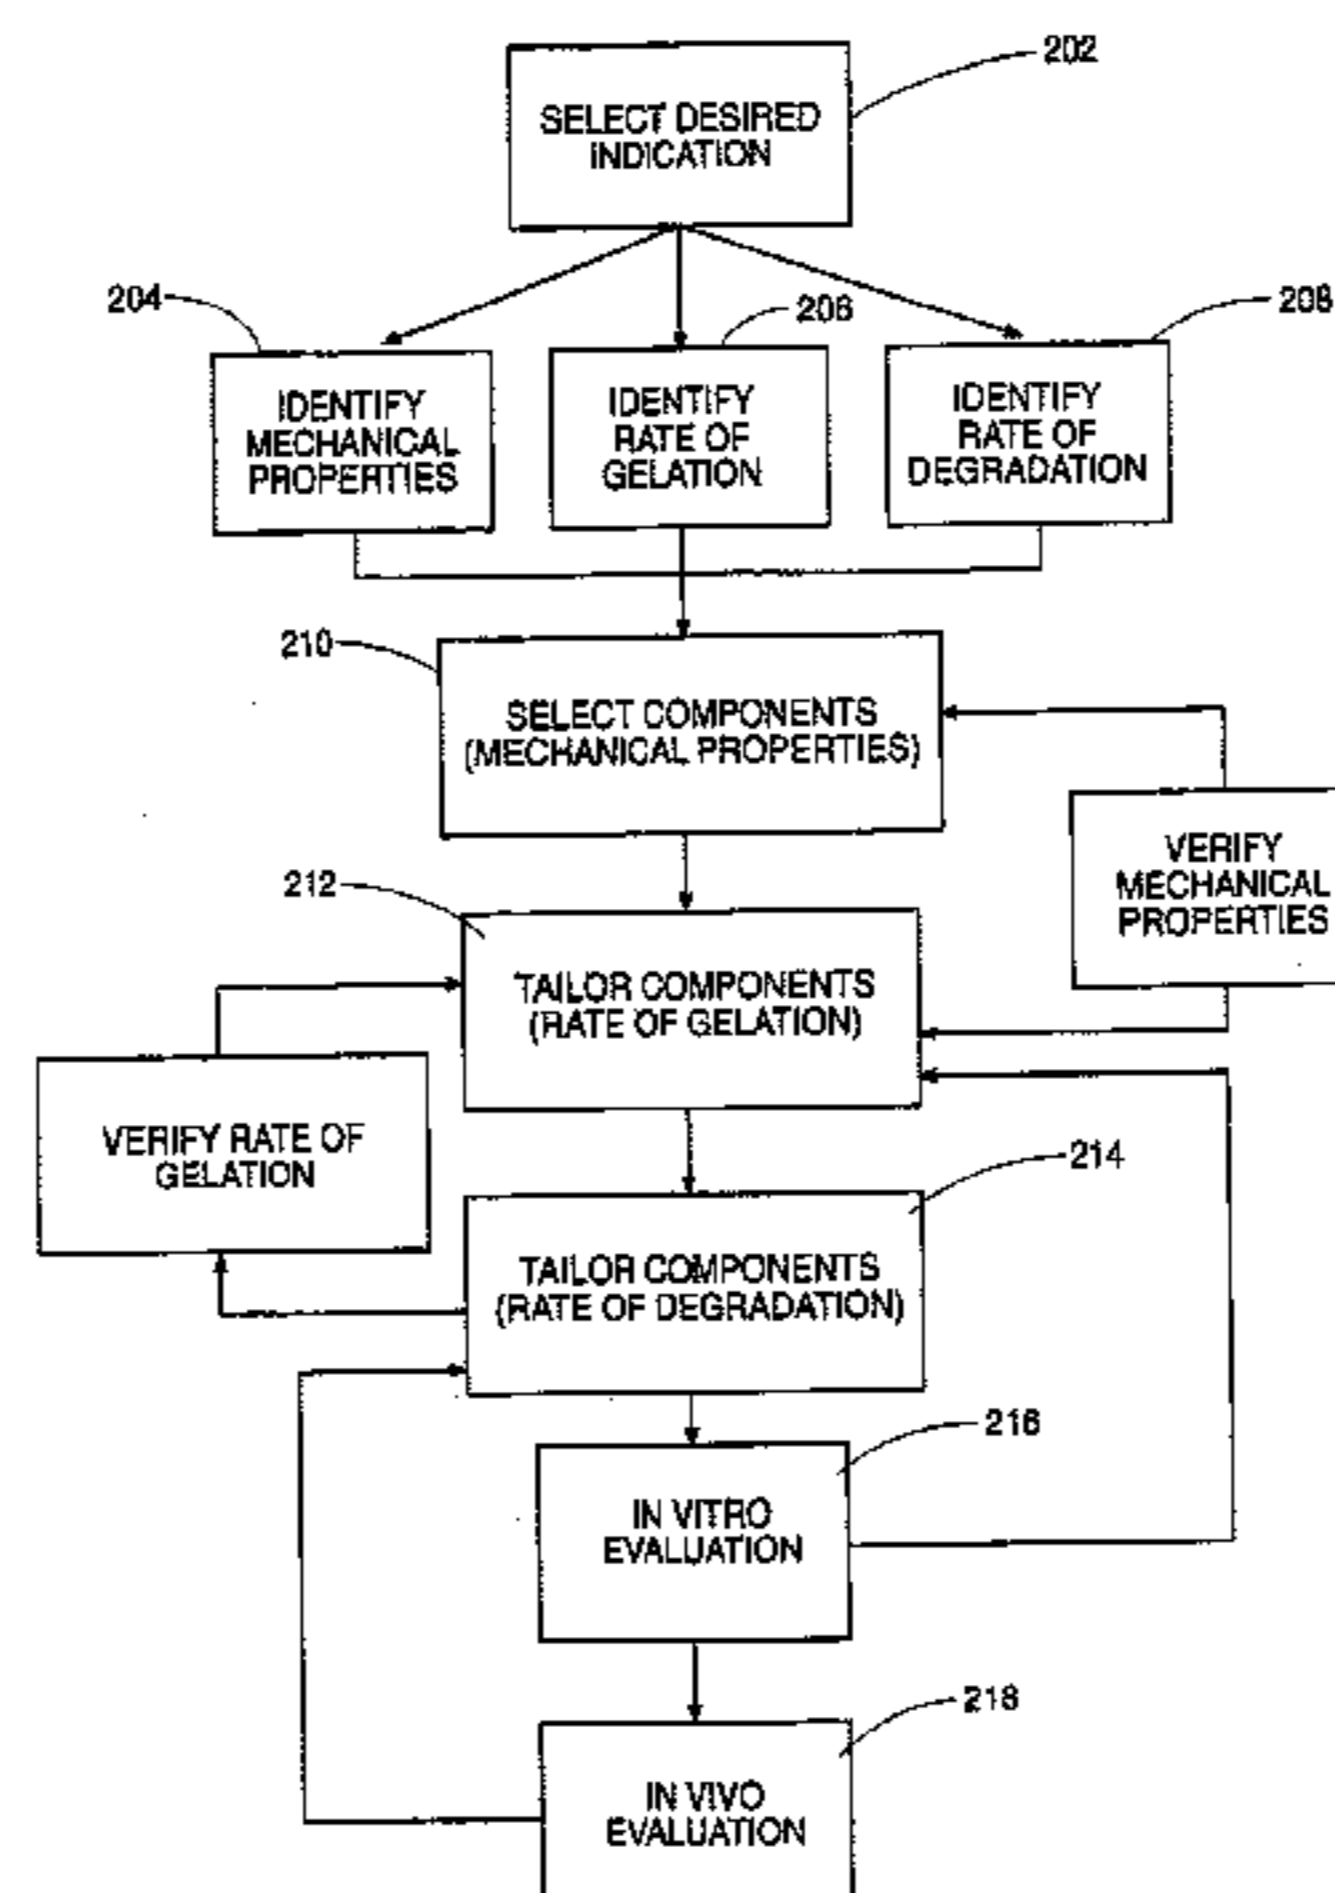 202
SELECT DESIRED
INDICATION
204
206
208
IDENTIFY
MECHANICAL
PROPERTIES
IDENTIFY
RATE OF
GELATION
IDENTIFY
RATE OF
DEGRADATION
210
SELECT COMPONENTS
(MECHANICAL PROPERTIES)
VERIFY
MECHANICAL
PROPERTIES
212
TAILOR COMPONENTS
(RATE OF GELATION)
VERIFY RATE OF
GELATION
214
TAILOR COMPONENTS
(RATE OF DEGRADATION)
216
IN VITRO
EVALUATION
218
IN VIVO
EVALUATION